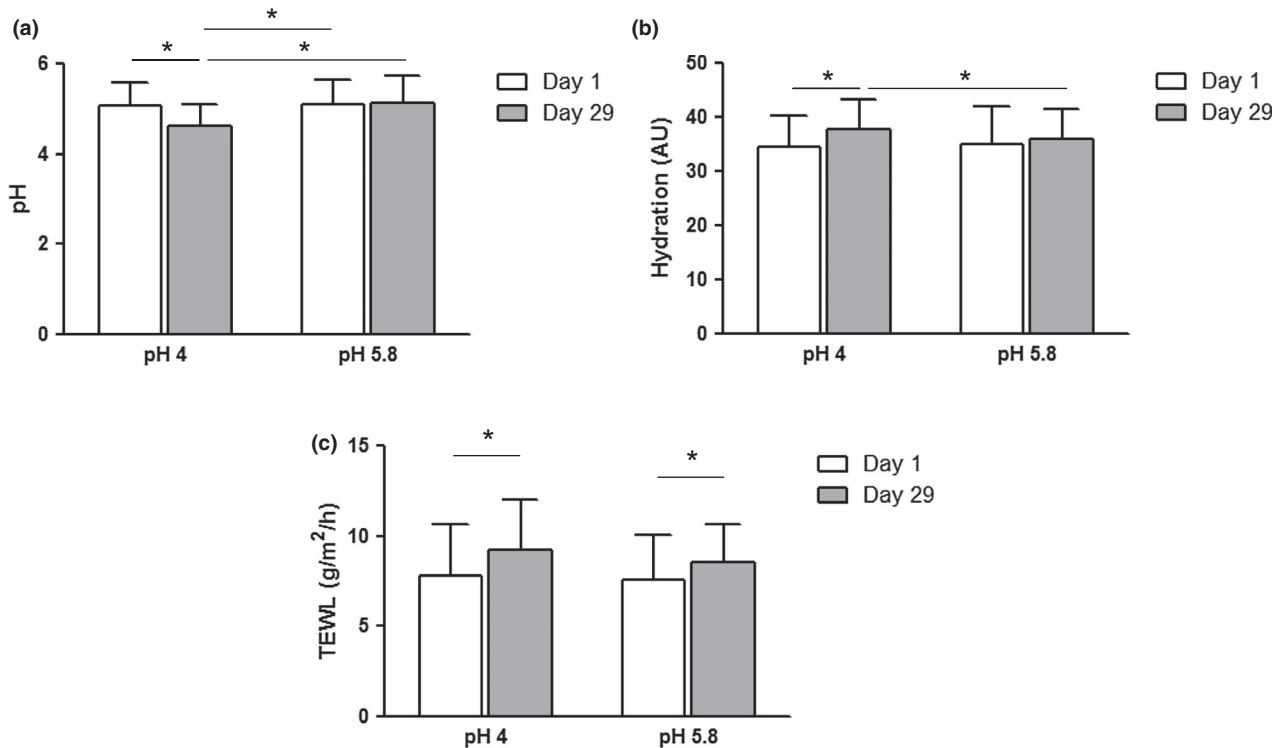 (a)
*
*
*
6
4
2
0
pH
pH 4
pH 5.8
Day 1
Day 29
(b)
*
*
50
40
30
20
10
0
Hydration (AU)
pH 4
pH 5.8
Day 1
Day 29
(c)
*
*
15
10
5
0
TEWL (g/m²/h)
pH 4
pH 5.8
Day 1
Day 29